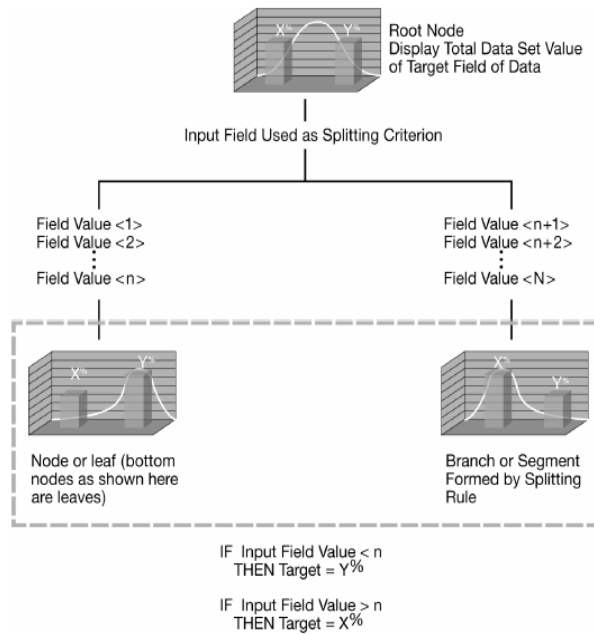 X%
Y%
Root Node
Display Total Data Set Value
of Target Field of Data
Input Field Used as Splitting Criterion
Field Value <1>
Field Value <2>
Field Value <n>
Field Value <n+1>
Field Value <n+2>
Field Value <N>
X%
Y%
Node or leaf (bottom
nodes as shown here
are leaves)
X%
Y%
Branch or Segment
Formed by Splitting
Rule
IF Input Field Value < n
THEN Target = Y%
IF Input Field Value > n
THEN Target = X%